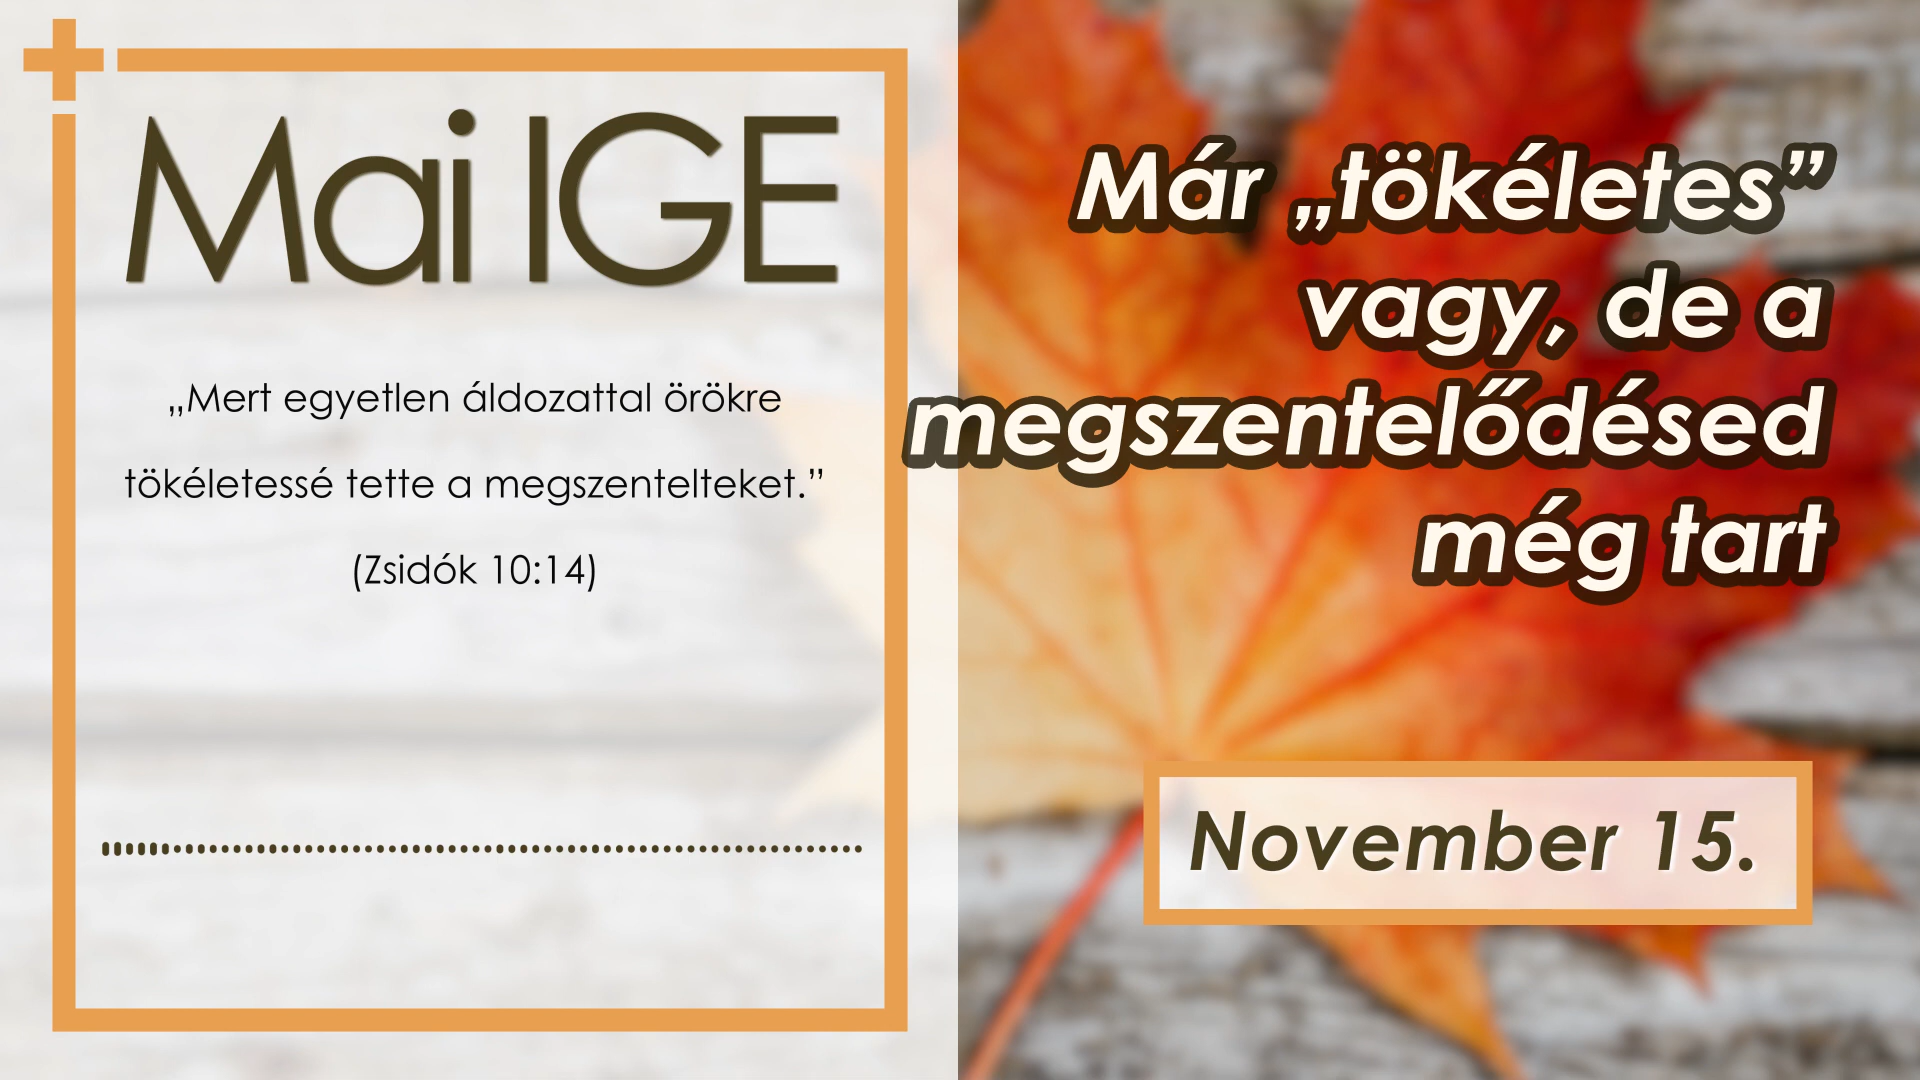 Mai IGE
„Mert egyetlen áldozattal örökre
tökéletessé tette a megszentelteket.”
(Zsidók 10:14)
Már „tökéletes”
vagy, de a
megszentelődésed
még tart
November 15.